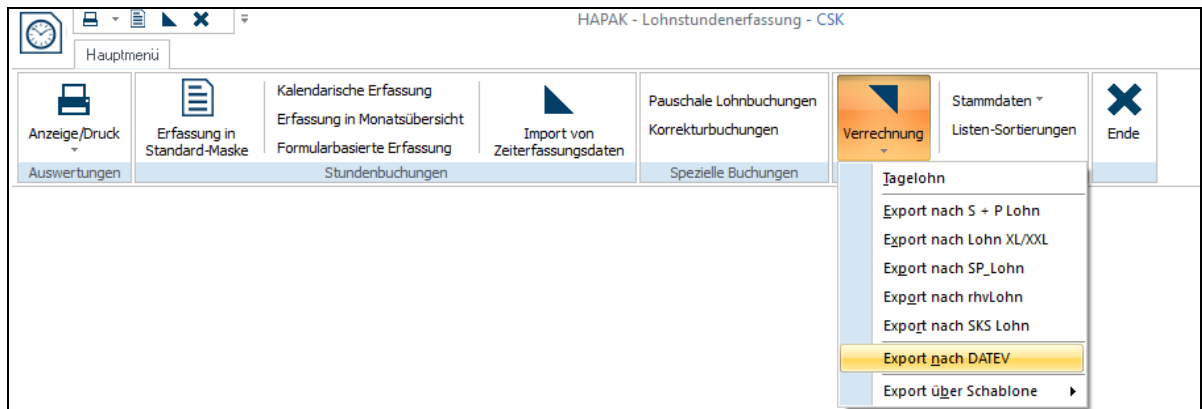 HAPAK - Lohnstundenerfassung - CSK
Hauptmenü
Anzeige/Druck
Auswertungen
Erfassung in
Standard-Maske
Kalendarische Erfassung
Erfassung in Monatsübersicht
Formularbasierte Erfassung
Import von
Zeiterfassungsdaten
Stundenbuchungen
Pauschale Lohnbuchungen
Korrekturbuchungen
Spezielle Buchungen
Verrechnung
Stammdaten
Listen-Sortierungen
Ende
Tagelohn
Export nach S + P Lohn
Export nach Lohn XL/XXL
Export nach SP_Lohn
Export nach rhvLohn
Export nach SKS Lohn
Export nach DATEV
Export über Schablone